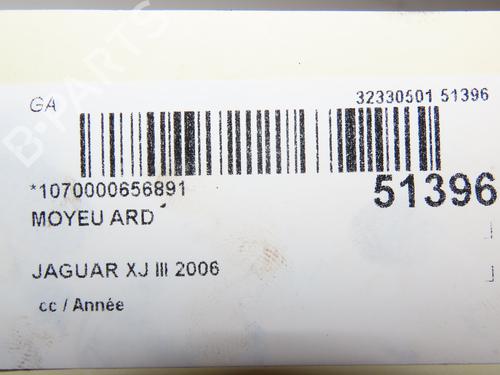 GA
32330501 51396
*1070000656891
51396
MOYEU ARD
JAGUAR XJ III 2006
cc / Année
B-PARTS